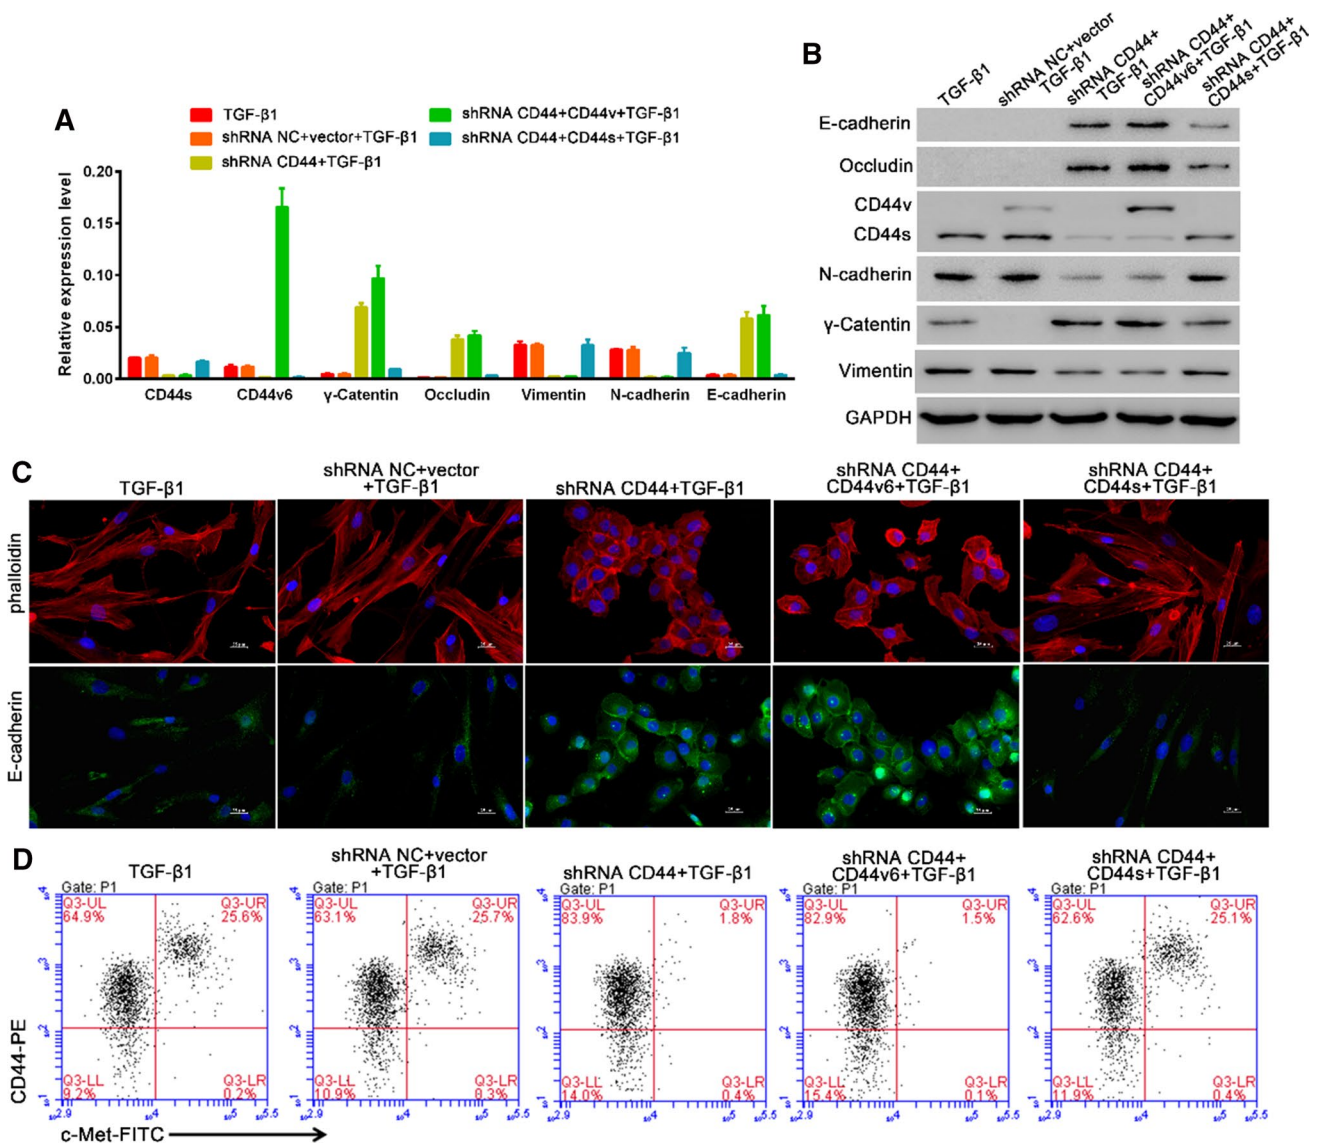 A
TGF-β1
shRNA NC+vector+TGF-β1
shRNA CD44+TGF-β1
shRNA CD44+CD44v+TGF-β1
shRNA CD44+CD44s+TGF-β1
Relative expression level
0.20
0.15
0.10
0.05
0.00
CD44s
CD44v6
γ-Catentin
Occludin
Vimentin
N-cadherin
E-cadherin
B
TGF-β1
shRNA NC+vector
TGF-β1
shRNA CD44+
TGF-β1
shRNA CD44+
CD44v6+TGF-β1
shRNA CD44+
CD44s+TGF-β1
E-cadherin
Occludin
CD44v
CD44s
N-cadherin
γ-Catentin
Vimentin
GAPDH
C
TGF-β1
shRNA NC+vector
+TGF-β1
shRNA CD44+TGF-β1
shRNA CD44+
CD44v6+TGF-β1
shRNA CD44+
CD44s+TGF-β1
phalloidin
E-cadherin
D
TGF-β1
shRNA NC+vector
+TGF-β1
shRNA CD44+TGF-β1
shRNA CD44+
CD44v6+TGF-β1
shRNA CD44+
CD44s+TGF-β1
CD44-PE
Gate: P1
Q3-UL
64.9%
Q3-UR
25.6%
Q3-LL
9.2%
Q3-LR
0.2%
Gate: P1
Q3-UL
63.1%
Q3-UR
25.7%
Q3-LL
10.9%
Q3-LR
0.3%
Gate: P1
Q3-UL
83.9%
Q3-UR
1.8%
Q3-LL
14.0%
Q3-LR
0.4%
Gate: P1
Q3-UL
82.9%
Q3-UR
1.5%
Q3-LL
15.4%
Q3-LR
0.1%
Gate: P1
Q3-UL
62.6%
Q3-UR
25.1%
Q3-LL
11.9%
Q3-LR
0.4%
c-Met-FITC